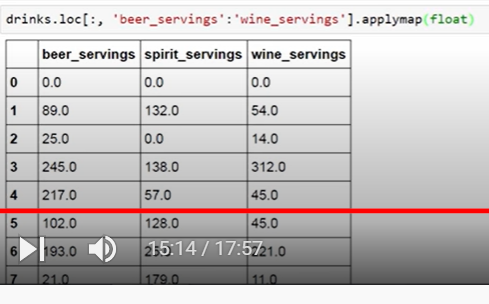 drinks.loc[:, 'beer_servings':'wine_servings'].applymap(float)
beer_servings spirit_servings wine_servings
0 0.0 0.0 0.0
1 89.0 132.0 54.0
2 25.0 0.0 14.0
3 245.0 138.0 312.0
4 217.0 57.0 45.0
5 102.0 128.0 45.0
6 193.0 221.0
15:14 / 17:57
7 21.0 179.0 11.0